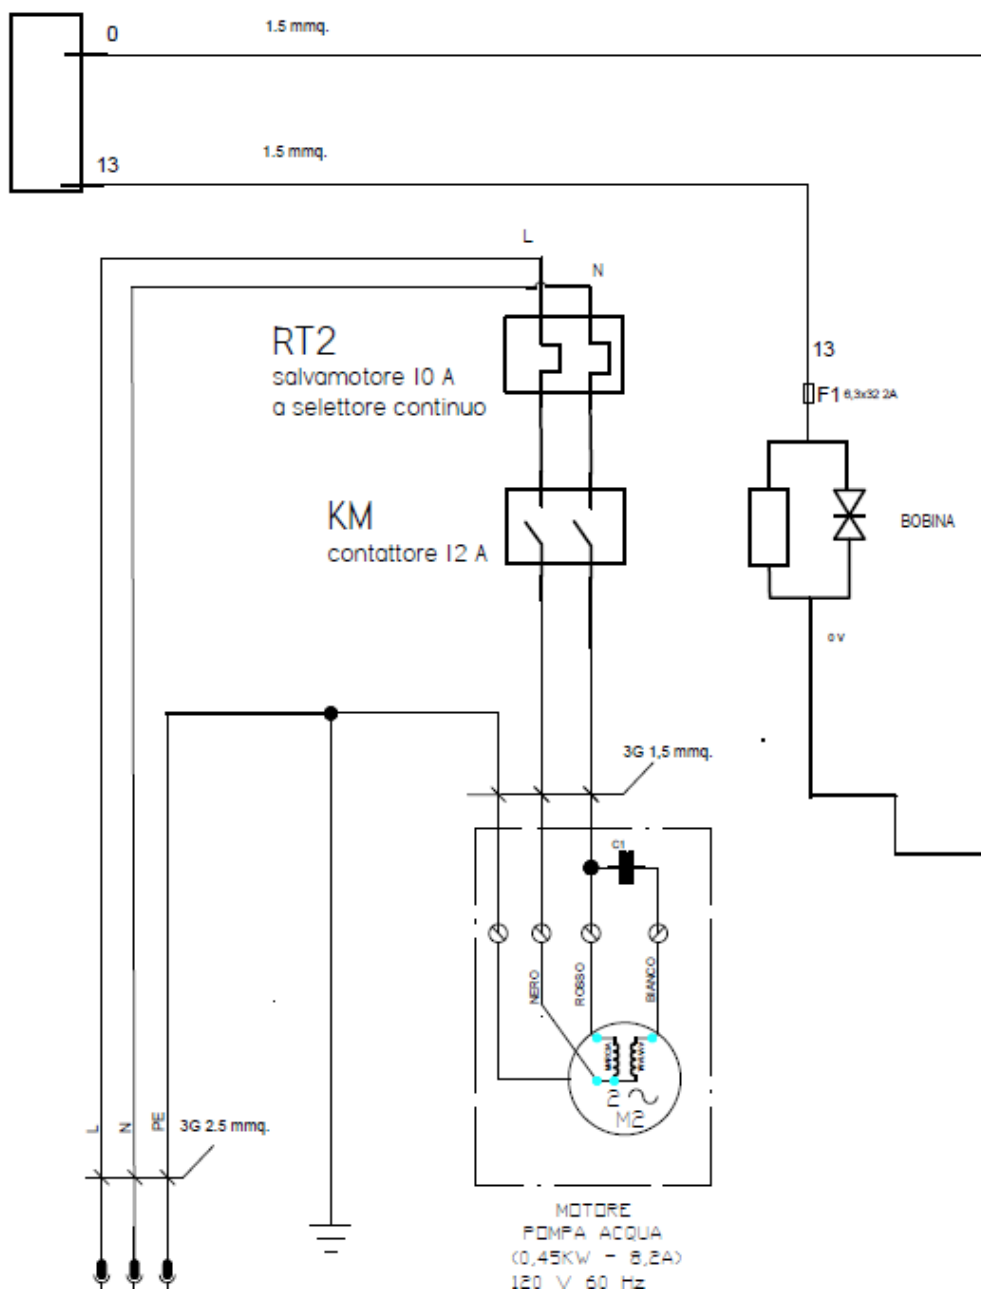 0
1.5 mmq.
13
1.5 mmq.
L
N
RT2
salvamotore 10 A
a selettore continuo
13
F1 6,3x32 2A
KM
contattore 12 A
BOBINA
0 V
3G 1,5 mmq.
C1
NERO
ROSSO
BIANCO
MARCIA
2
M2
L
N
PE
3G 2.5 mmq.
MOTORE
POMPA ACQUA
(0,45KW - 8,2A)
120 V 60 Hz